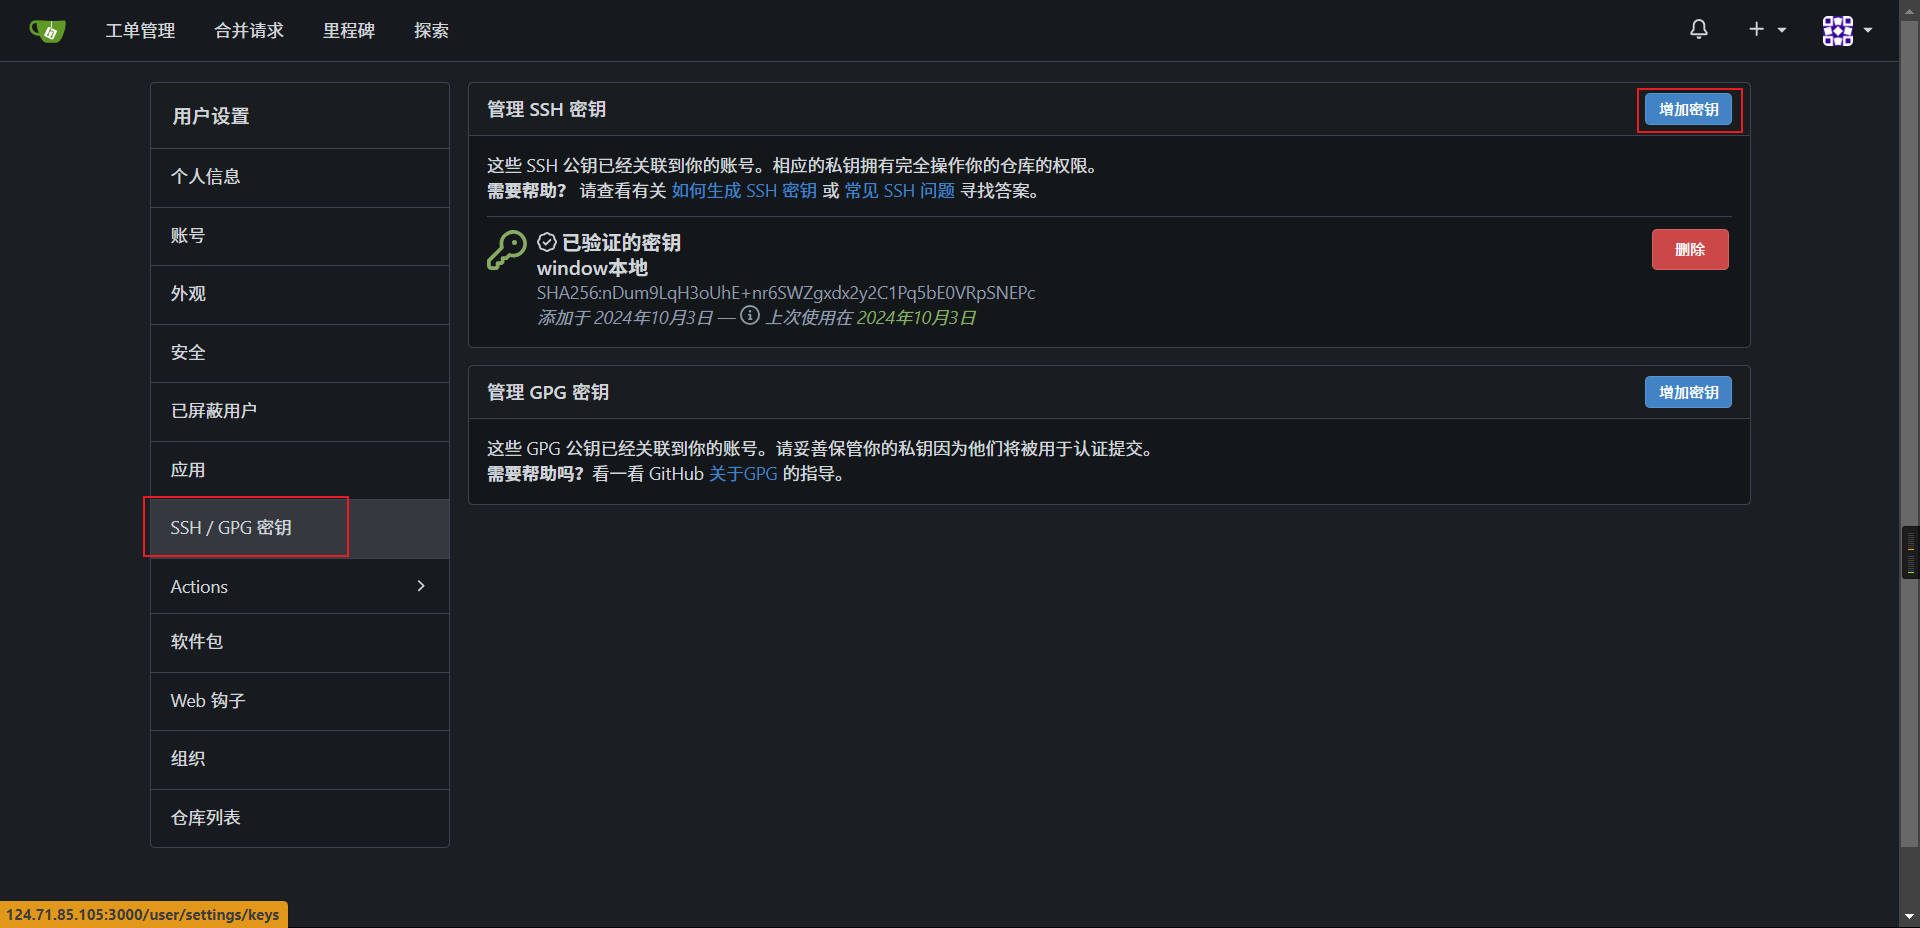 工单管理 合并请求 里程碑 探索
用户设置
个人信息
账号
外观
安全
已屏蔽用户
应用
SSH / GPG 密钥
Actions
软件包
Web 钩子
组织
仓库列表
管理 SSH 密钥
增加密钥
这些 SSH 公钥已经关联到你的账号。相应的私钥拥有完全操作你的仓库的权限。
需要帮助？ 请查看有关 如何生成 SSH 密钥 或 常见 SSH 问题 寻找答案。
已验证的密钥
window本地
SHA256:nDum9LqH3oUhE+nr6SWZgxdx2y2C1Pq5bE0VRpSNEPc
添加于 2024年10月3日 — 上次使用在 2024年10月3日
删除
管理 GPG 密钥
增加密钥
这些 GPG 公钥已经关联到你的账号。请妥善保管你的私钥因为他们将被用于认证提交。
需要帮助吗？看一看 GitHub 关于GPG 的指导。
124.71.85.105:3000/user/settings/keys